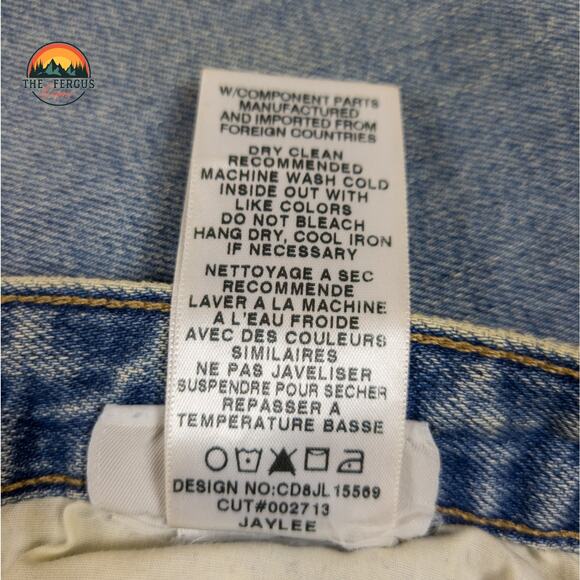 THE FERGUS
W/COMPONENT PARTS
MANUFACTURED
AND IMPORTED FROM
FOREIGN COUNTRIES
DRY CLEAN
RECOMMENDED
MACHINE WASH COLD
INSIDE OUT WITH
LIKE COLORS
DO NOT BLEACH
HANG DRY, COOL IRON
IF NECESSARY
NETTOYAGE A SEC
RECOMMENDE
LAVER A LA MACHINE
A L'EAU FROIDE
AVEC DES COULEURS
SIMILAIRES
NE PAS JAVELISER
SUSPENDRE POUR SECHER
REPASSER A
TEMPERATURE BASSE
DESIGN NO:CD8JL15569
CUT#002713
JAYLEE